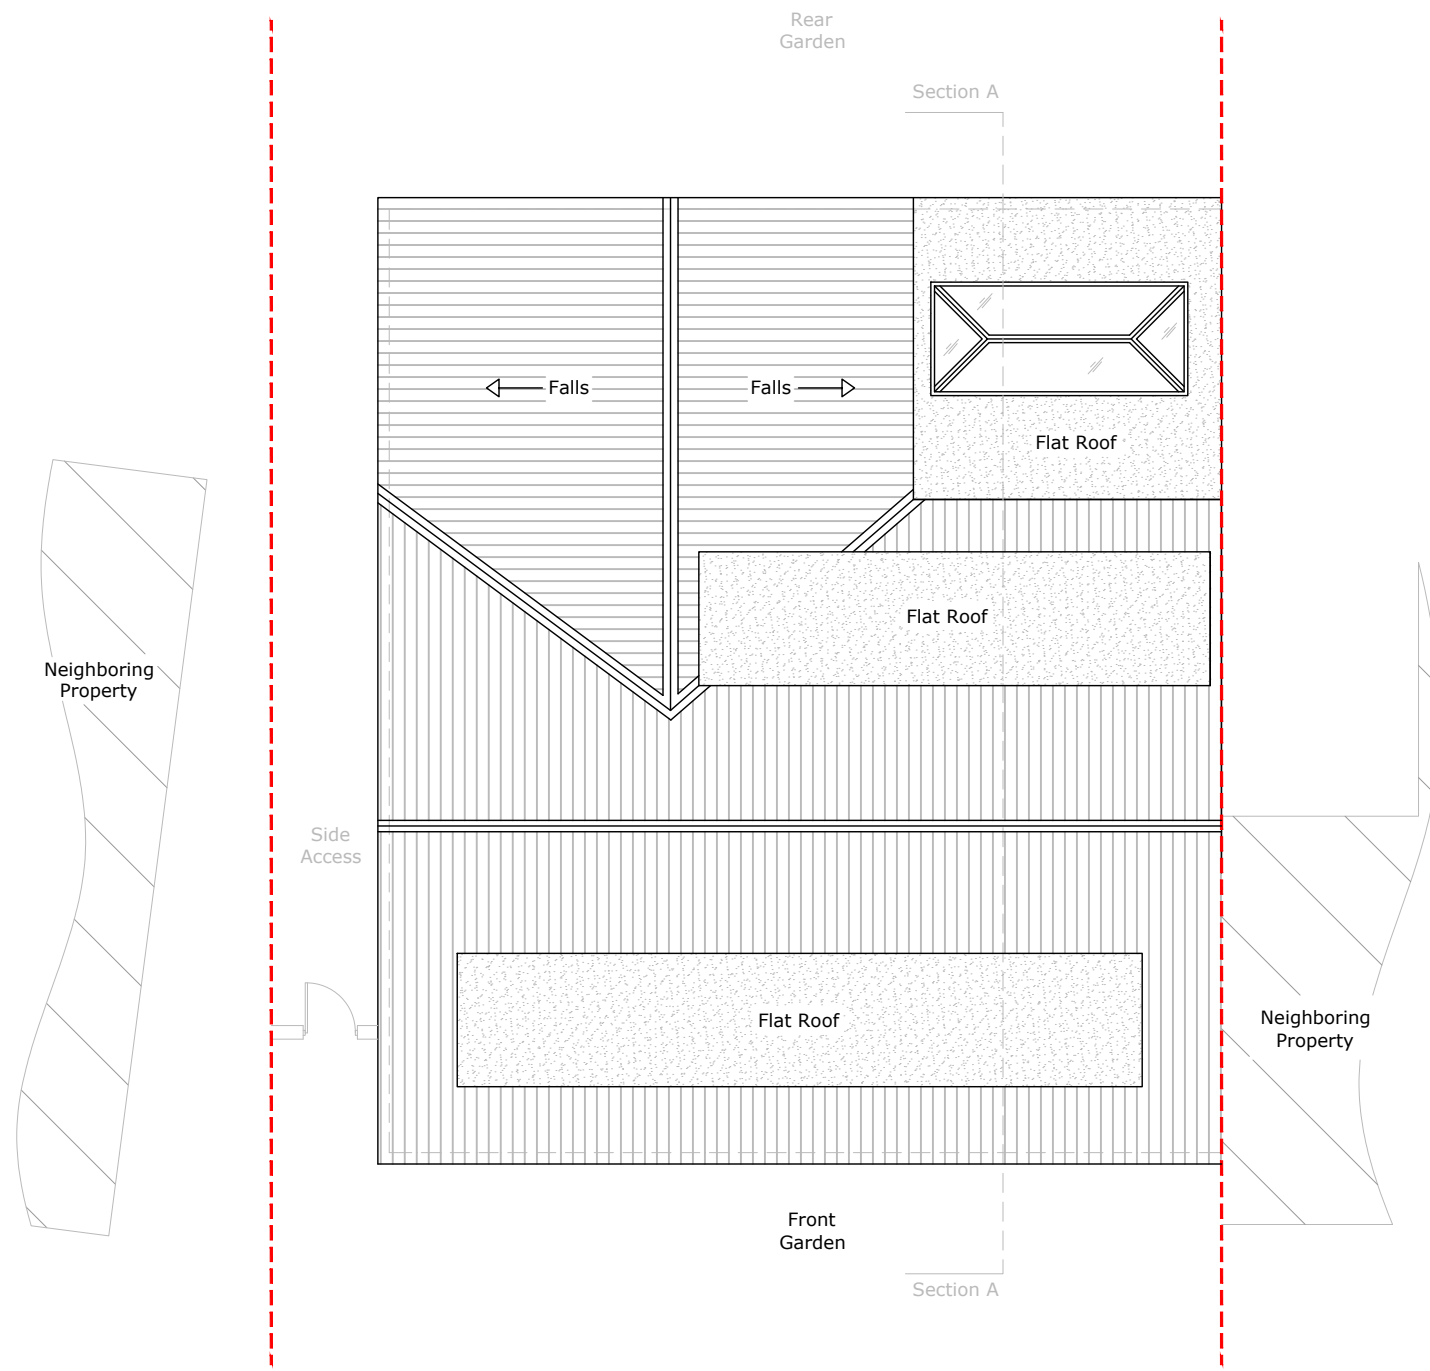 Rear
Garden
Section A
Falls
Falls
Flat Roof
Flat Roof
Neighboring
Property
Side
Access
Flat Roof
Neighboring
Property
Front
Garden
Section A